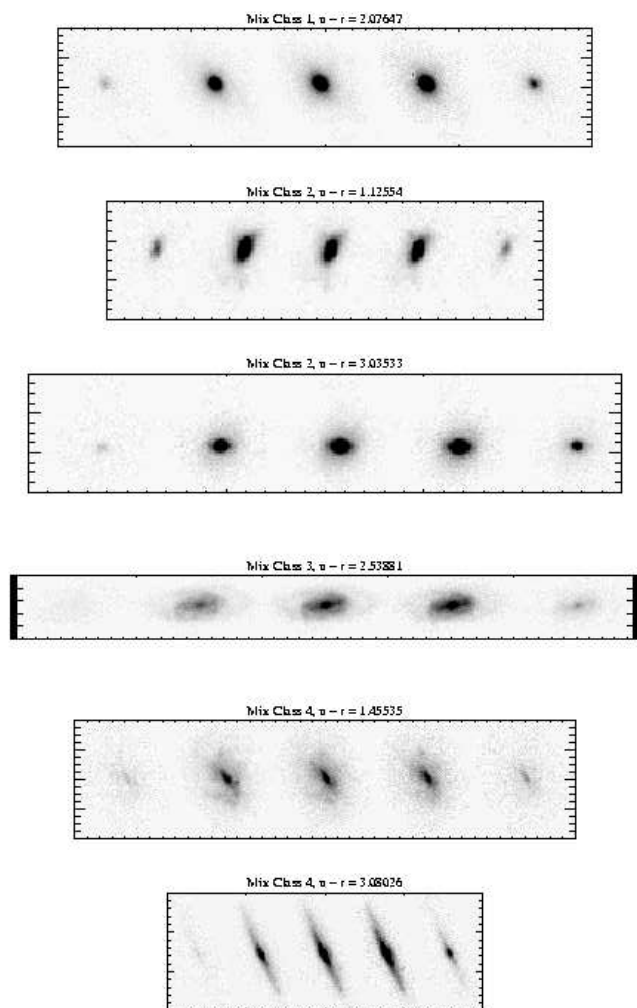 Mix Class 1, u − r = 2.07647
Mix Class 2, u − r = 1.12554
Mix Class 2, u − r = 3.03533
Mix Class 3, u − r = 2.53881
Mix Class 4, u − r = 1.45535
Mix Class 4, u − r = 3.08026